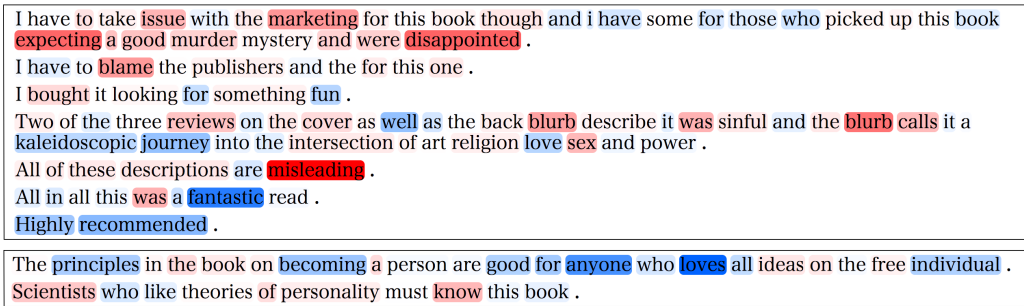 I have to take issue with the marketing for this book though and i have some for those who picked up this book
expecting a good murder mystery and were disappointed .
I have to blame the publishers and the for this one .
I bought it looking for something fun .
Two of the three reviews on the cover as well as the back blurb describe it was sinful and the blurb calls it a
kaleidoscopic journey into the intersection of art religion love sex and power .
All of these descriptions are misleading .
All in all this was a fantastic read .
Highly recommended .
The principles in the book on becoming a person are good for anyone who loves all ideas on the free individual .
Scientists who like theories of personality must know this book .